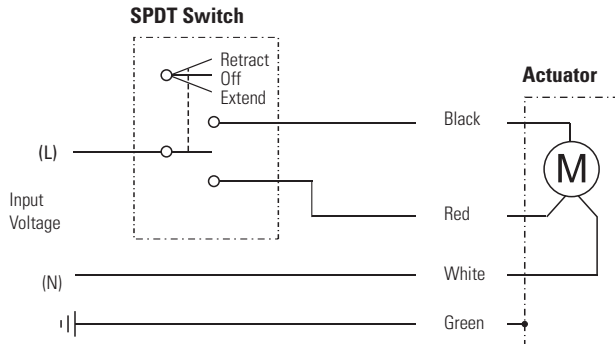 SPDT Switch
Retract
Off
Extend
Actuator
Black
(L)
M
Input
Voltage
Red
White
(N)
Green